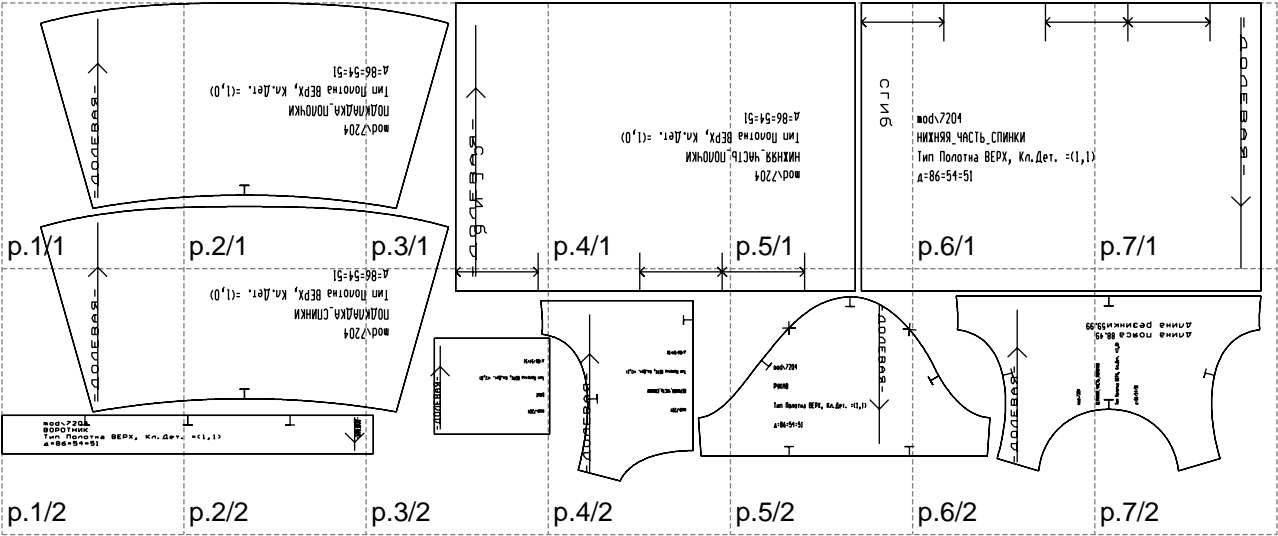 -ДОЛЕВАЯ-
mod\7204
ПОДКЛАДКА_ПОЛОЧКИ
Тип Полотна ВЕРХ, Кл.Дет. =(1,0)
д=86=54=51
-ДОЛЕВАЯ-
mod\7204
НИЖНЯЯ_ЧАСТЬ_ПОЛОЧКИ
Тип Полотна ВЕРХ, Кл.Дет. =(1,0)
д=86=54=51
СГИБ
mod\7204
НИЖНЯЯ_ЧАСТЬ_СПИНКИ
Тип Полотна ВЕРХ, Кл.Дет. =(1,1)
д=86=54=51
-ДОЛЕВАЯ-
p.1/1
p.2/1
p.3/1
p.4/1
p.5/1
p.6/1
p.7/1
-ДОЛЕВАЯ-
mod\7204
ПОДКЛАДКА_СПИНКИ
Тип Полотна ВЕРХ, Кл.Дет. =(1,0)
д=86=54=51
mod\7204
ВОРОТНИК
Тип Полотна ВЕРХ, Кл.Дет. =(1,1)
д=86=54=51
-ДОЛЕВАЯ-
-ДОЛЕВАЯ-
mod\7204
РУКАВ
Тип Полотна ВЕРХ, Кл.Дет. =(1,1)
д=86=54=51
-ДОЛЕВАЯ-
-ДОЛЕВАЯ-
длина пояса 88.49
длина резинки=59.99
p.1/2
p.2/2
p.3/2
p.4/2
p.5/2
p.6/2
p.7/2